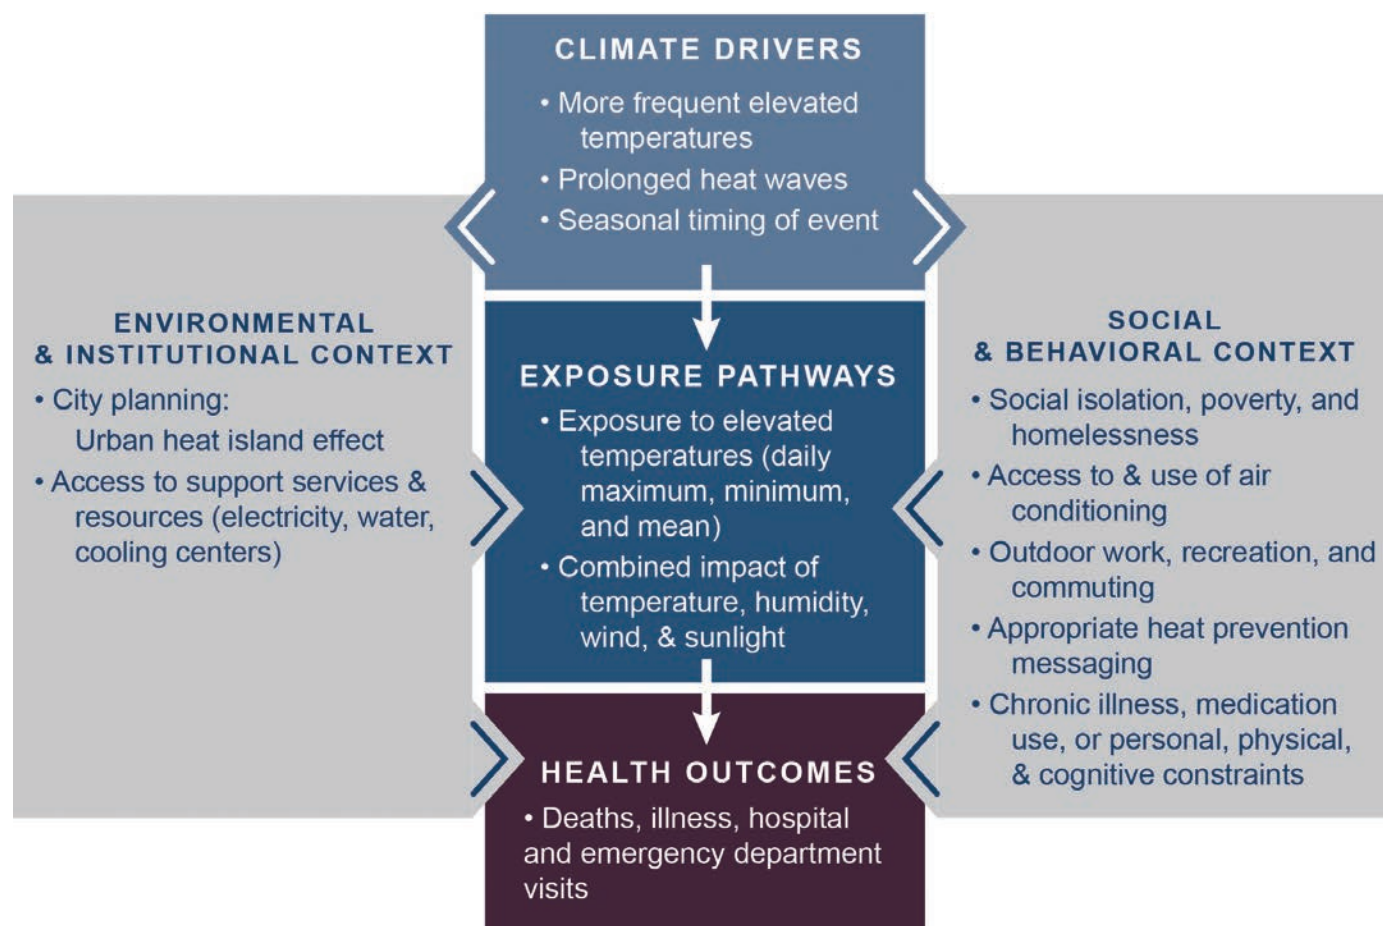 CLIMATE DRIVERS
• More frequent elevated
temperatures
• Prolonged heat waves
• Seasonal timing of event
ENVIRONMENTAL
& INSTITUTIONAL CONTEXT
• City planning:
Urban heat island effect
• Access to support services &
resources (electricity, water,
cooling centers)
EXPOSURE PATHWAYS
• Exposure to elevated
temperatures (daily
maximum, minimum,
and mean)
• Combined impact of
temperature, humidity,
wind, & sunlight
SOCIAL
& BEHAVIORAL CONTEXT
• Social isolation, poverty, and
homelessness
• Access to & use of air
conditioning
• Outdoor work, recreation, and
commuting
• Appropriate heat prevention
messaging
• Chronic illness, medication
use, or personal, physical,
& cognitive constraints
HEALTH OUTCOMES
• Deaths, illness, hospital
and emergency department
visits